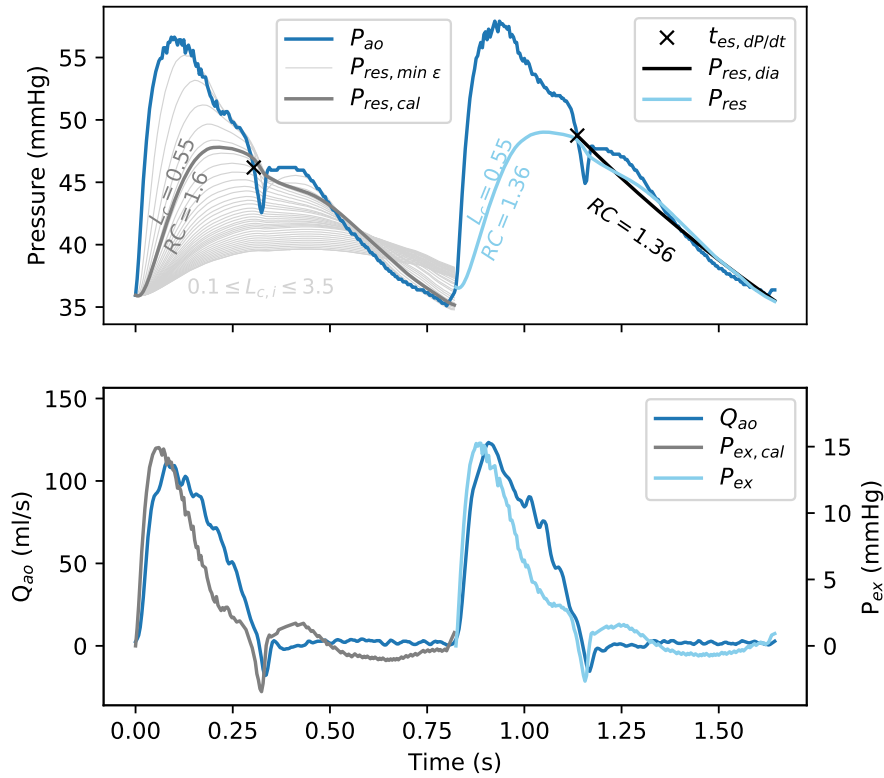 P_ao
P_res,min ε
P_res,cal
t_es,dP/dt
P_res,dia
P_res
Pressure (mmHg)
55
50
45
40
35
L_c = 0.55
RC = 1.6
0.1 ≤ L_c,i ≤ 3.5
L_c = 0.55
RC = 1.36
RC = 1.36
Q_ao
P_ex,cal
P_ex
Q_ao (ml/s)
150
100
50
0
15
10
5
0
P_ex (mmHg)
0.00 0.25 0.50 0.75 1.00 1.25 1.50
Time (s)